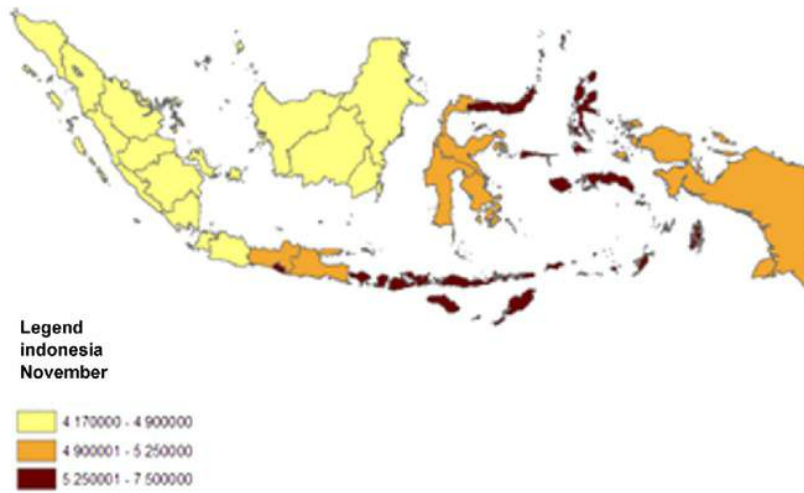 Legend
indonesia
November
4.170000 - 4.900000
4.900001 - 5.250000
5.250001 - 7.500000